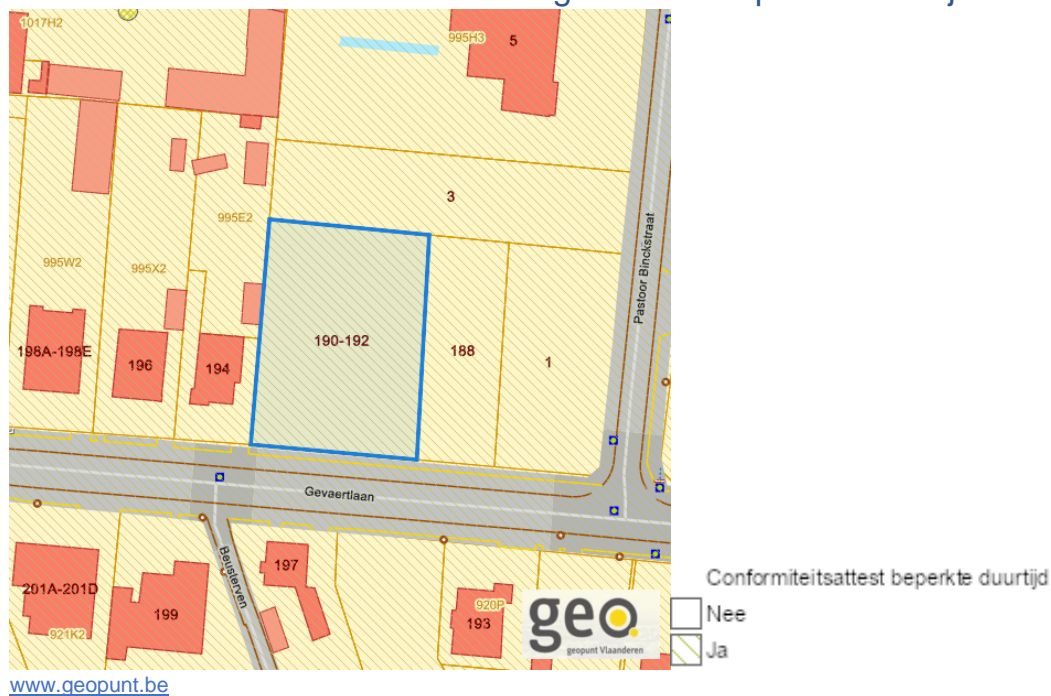 1017H2
995H3
5
3
995E2
995W2
995X2
Pastoor Binckstraat
190-192
198A-198E
196
194
188
1
Gevaertlaan
Beuslerven
197
201A-201D
199
921K2
920P
193
geo.
geopunt Vlaanderen
Conformiteitsattest beperkte duurtijd
Nee
Ja
www.geopunt.be